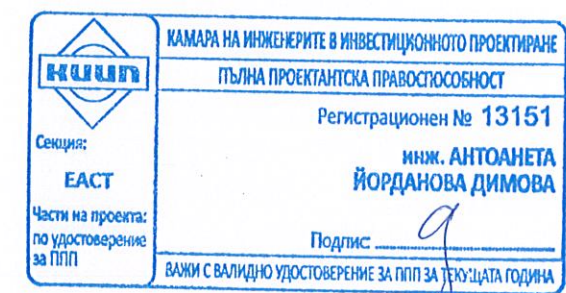 КИИП
Секция:
ЕАСТ
Части на проекта:
по удостоверение
за ППП
КАМАРА НА ИНЖЕНЕРИТЕ В ИНВЕСТИЦИОННОТО ПРОЕКТИРАНЕ
ПЪЛНА ПРОЕКТАНТСКА ПРАВОСПОСОБНОСТ
Регистрационен № 13151
инж. АНТОАНЕТА
ЙОРДАНОВА ДИМОВА
Подпис
ВАЖИ С ВАЛИДНО УДОСТОВЕРЕНИЕ ЗА ППП ЗА ТЕКУЩАТА ГОДИНА